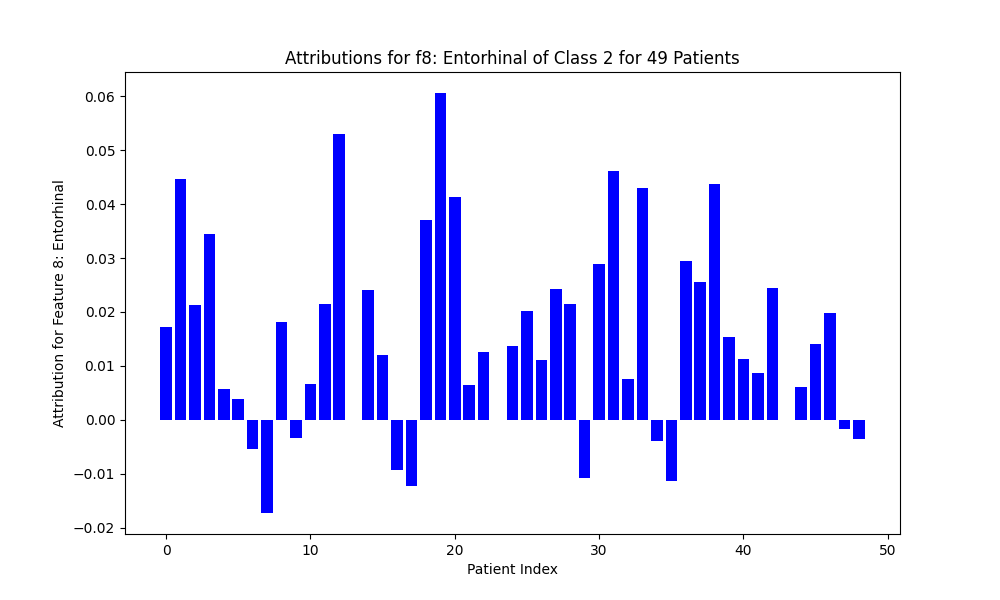 Attributions for f8: Entorhinal of Class 2 for 49 Patients
Attribution for Feature 8: Entorhinal
0.06
0.05
0.04
0.03
0.02
0.01
0.00
−0.01
−0.02
0 10 20 30 40 50
Patient Index